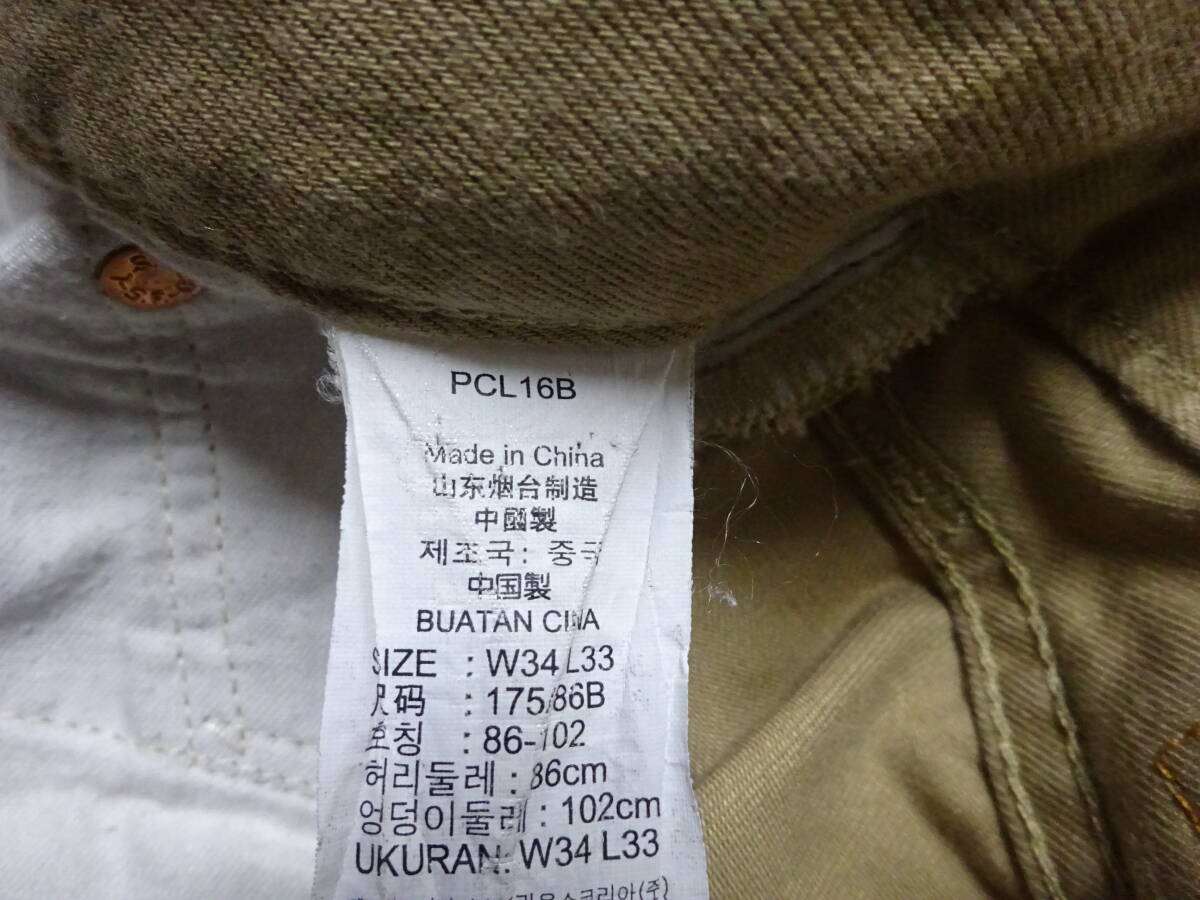 PCL16B
Made in China
山东烟台制造
中國製
제조국: 중국
中国製
BUATAN CINA
SIZE : W34 L33
尺码 : 175/86B
호칭 : 86-102
허리둘레 : 86cm
엉덩이둘레 : 102cm
UKURAN: W34 L33